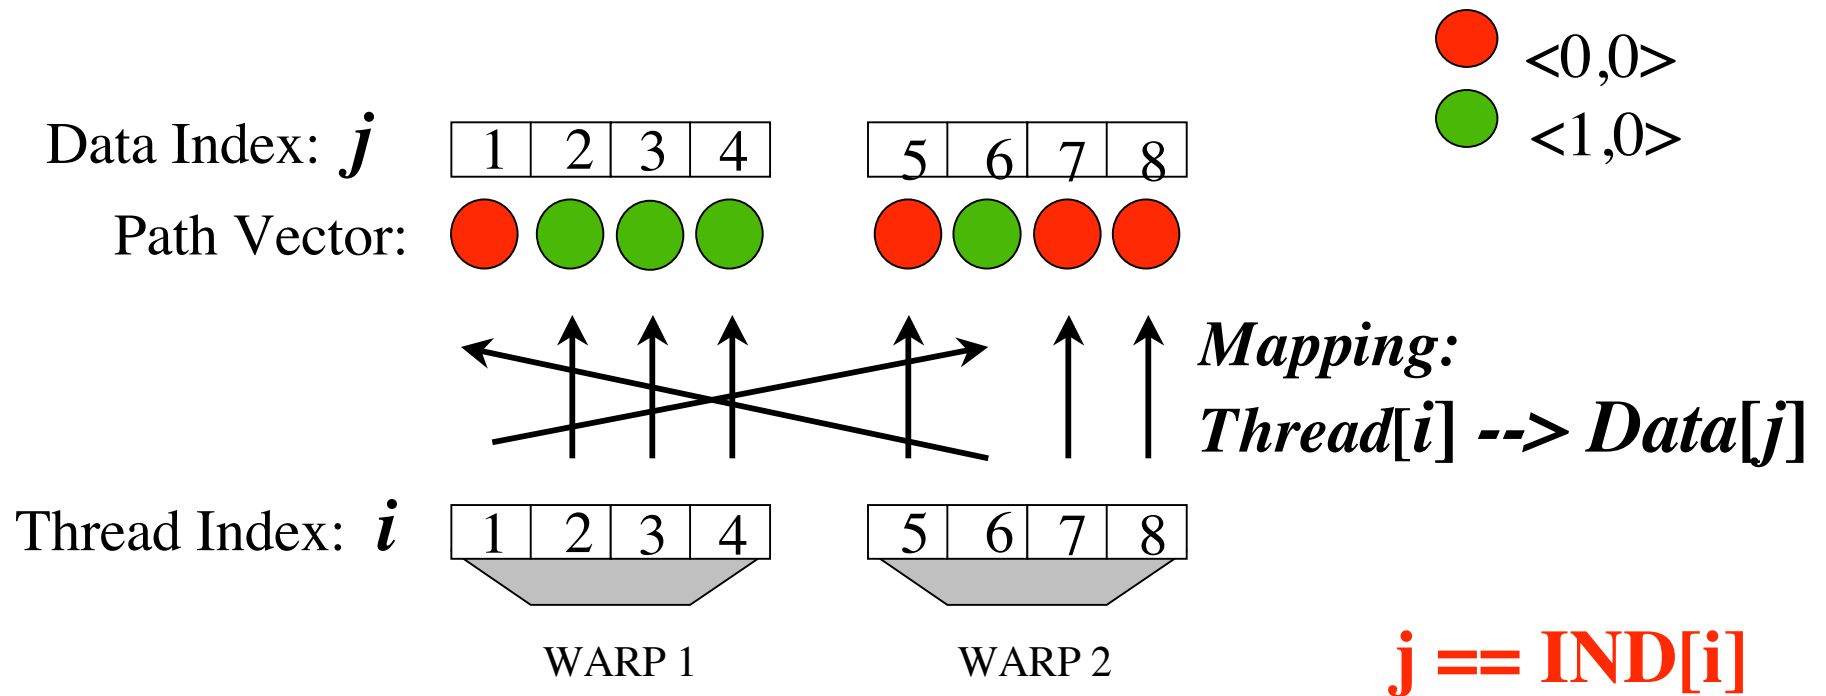 <0,0>
<1,0>
Data Index: j 1 2 3 4 5 6 7 8
Path Vector:
Mapping:
Thread[i] --> Data[j]
Thread Index: i 1 2 3 4 5 6 7 8
WARP 1 WARP 2
j == IND[i]